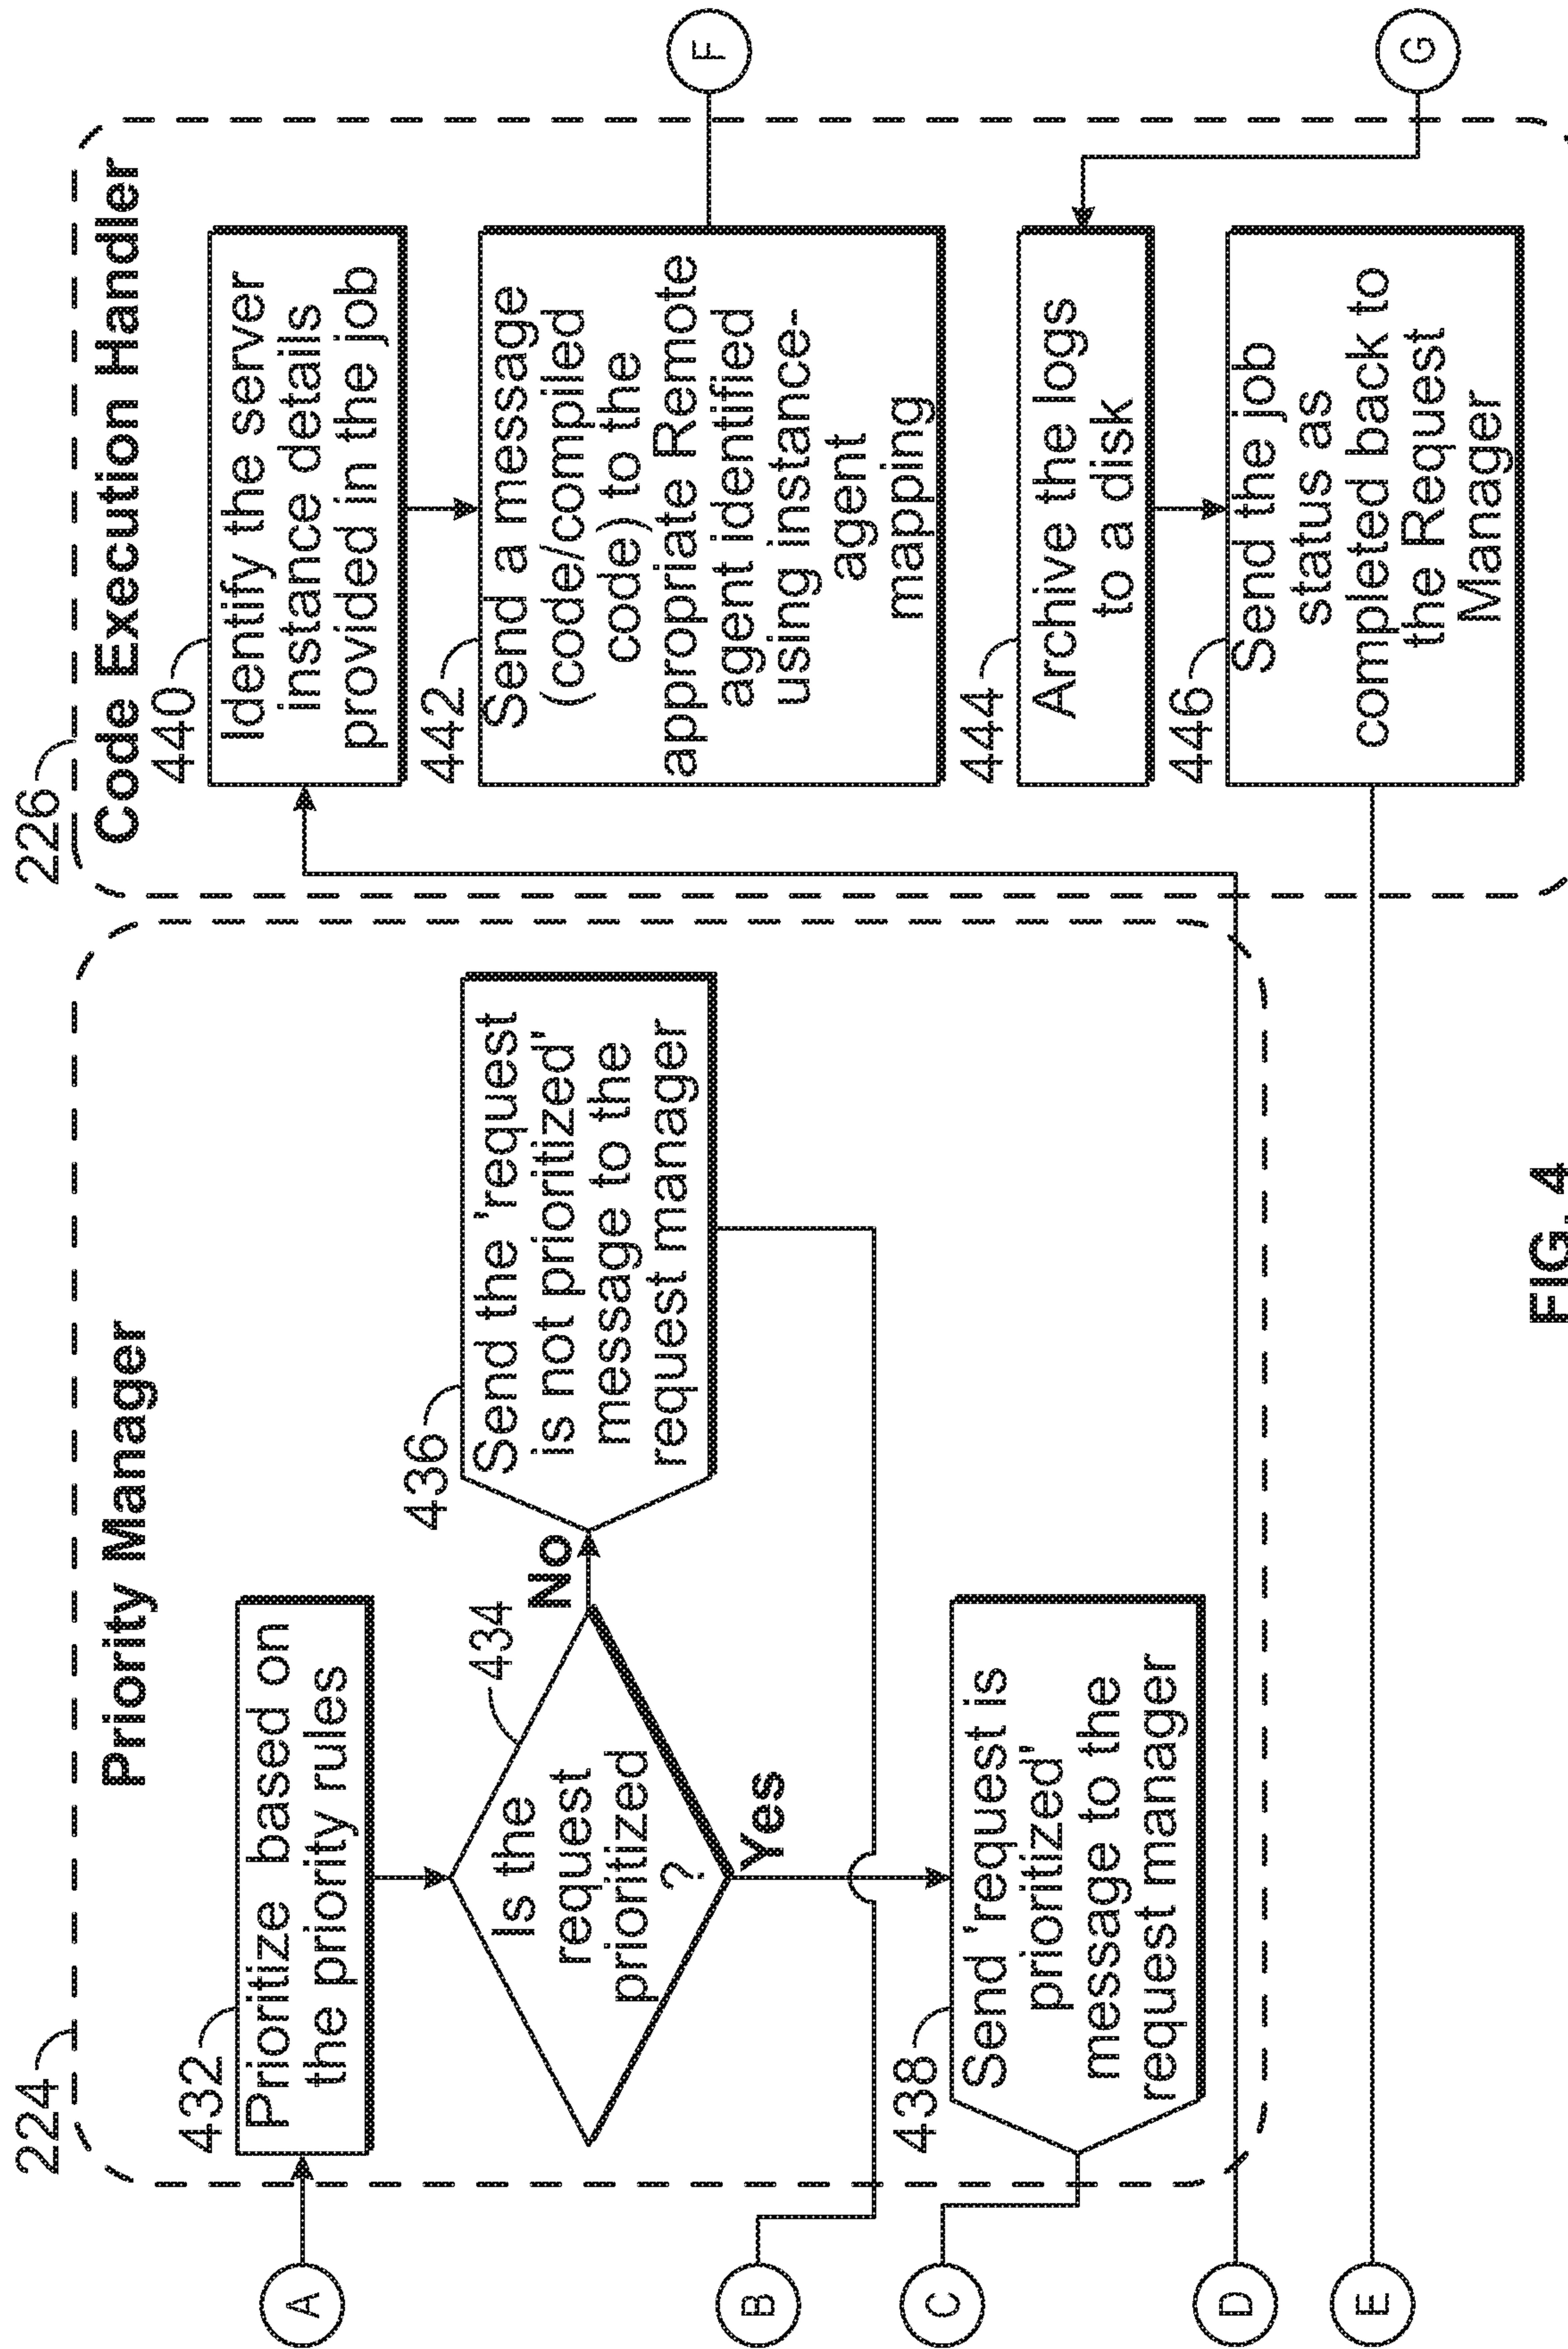 224
Priority Manager
A
432
Prioritize based on
the priority rules
434
Is the
request
prioritized
?
No
436
Send the 'request
is not prioritized'
message to the
request manager
Yes
B
438
Send 'request is
prioritized'
message to the
request manager
C
D
E
226
Code Execution Handler
440
Identify the server
instance details
provided in the job
442
Send a message
(code/compiled
code) to the
appropriate Remote
agent identified
using instance-
agent
mapping
F
444
Archive the logs
to a disk
G
446
Send the job
status as
completed back to
the Request
Manager
FIG. 4